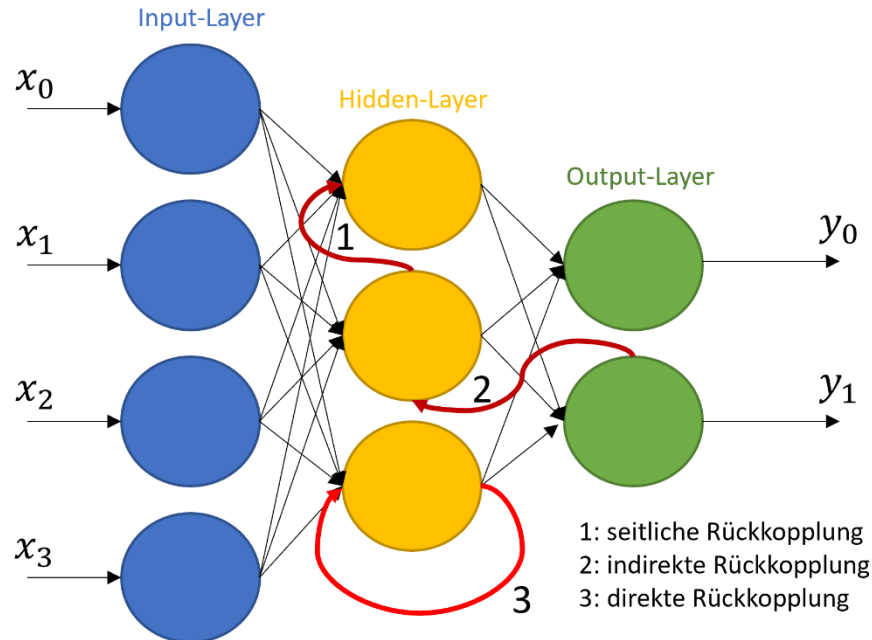 Input-Layer
x₀
Hidden-Layer
Output-Layer
x₁
1
y₀
x₂
2
y₁
x₃
3
1: seitliche Rückkopplung
2: indirekte Rückkopplung
3: direkte Rückkopplung